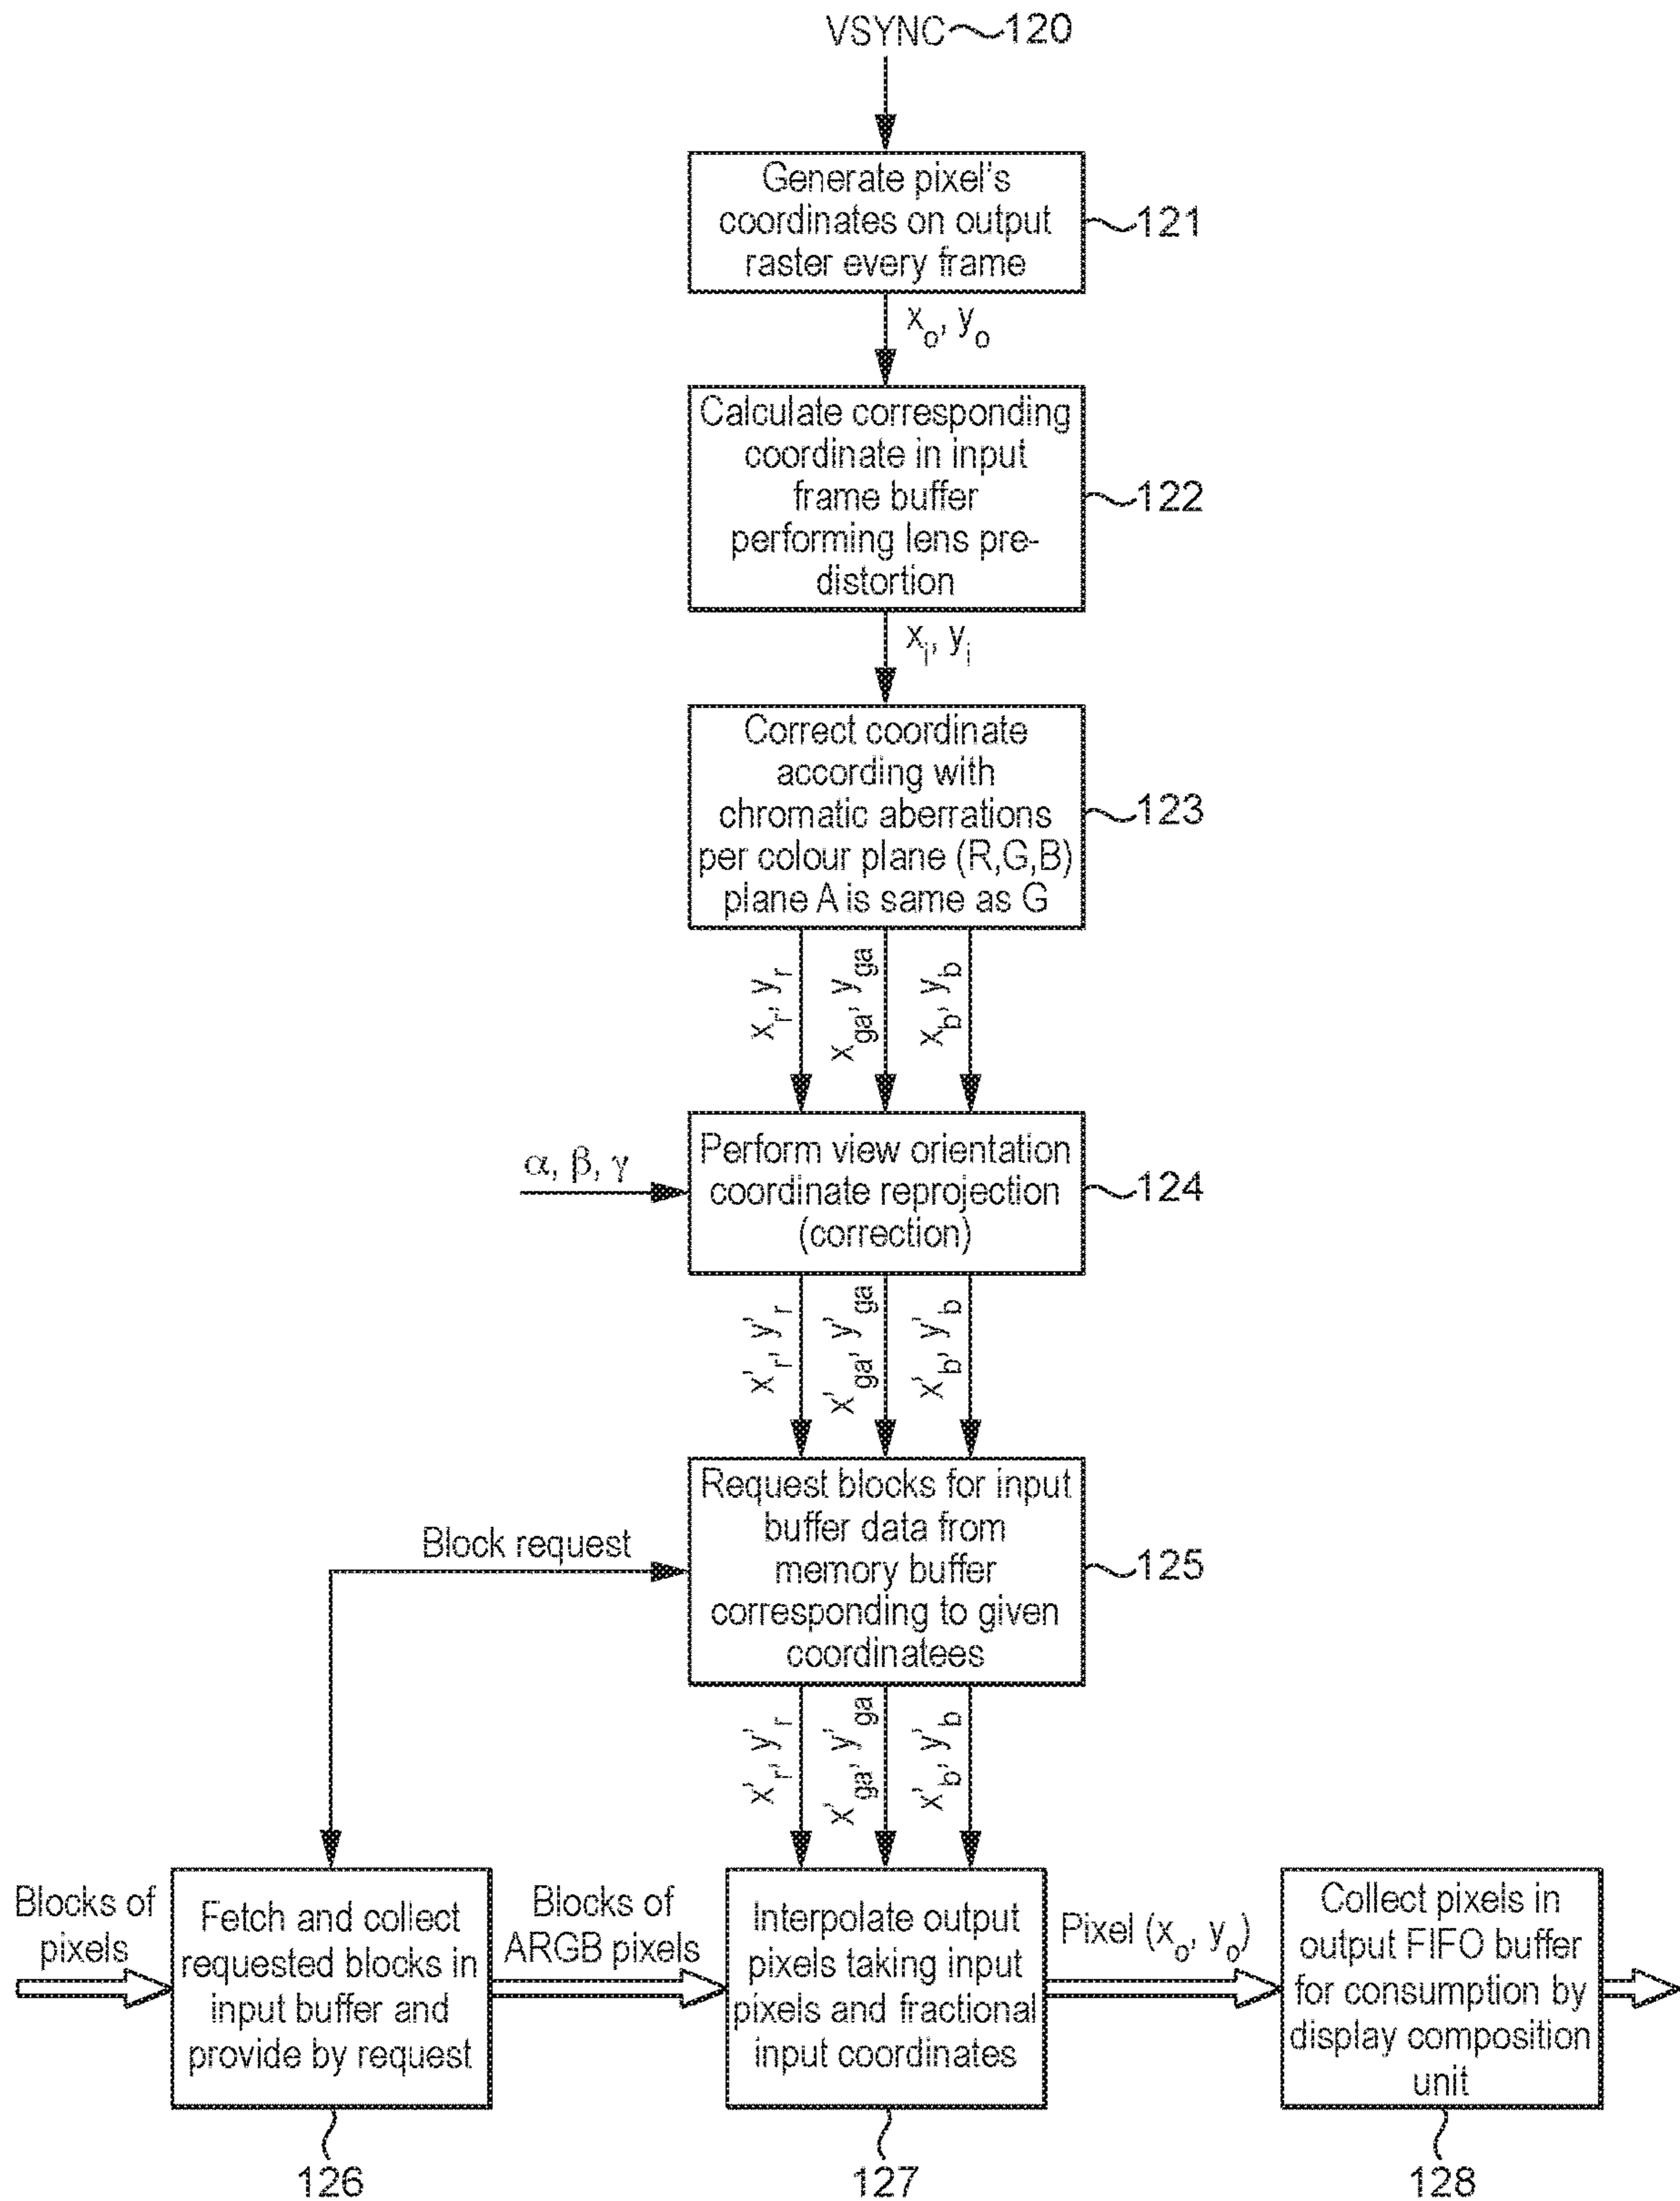 VSYNC 120
Generate pixel's
coordinates on output
raster every frame
121
xo, yo
Calculate corresponding
coordinate in input
frame buffer
performing lens pre-
distortion
122
xi, yi
Correct coordinate
according with
chromatic aberrations
per colour plane (R,G,B)
plane A is same as G
123
xr, yr
xga, yga
xb, yb
α, β, γ
Perform view orientation
coordinate reprojection
(correction)
124
x'r, y'r
x'ga, y'ga
x'b, y'b
Block request
Request blocks for input
buffer data from
memory buffer
corresponding to given
coordinatees
125
x'r, y'r
x'ga, y'ga
x'b, y'b
Blocks of
pixels
Fetch and collect
requested blocks in
input buffer and
provide by request
126
Blocks of
ARGB pixels
Interpolate output
pixels taking input
pixels and fractional
input coordinates
127
Pixel (xo, yo)
Collect pixels in
output FIFO buffer
for consumption by
display composition
unit
128